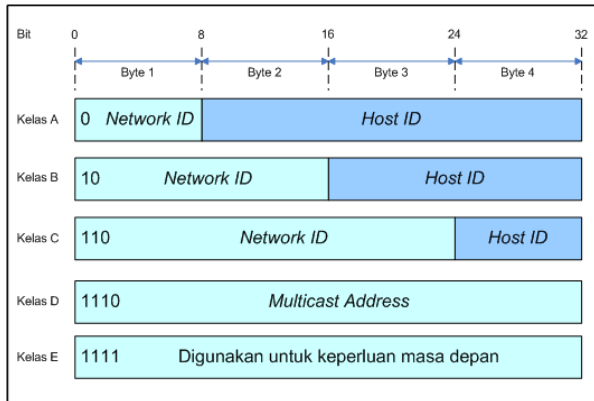 Bit 0 8 16 24 32
Byte 1 Byte 2 Byte 3 Byte 4
Kelas A 0 Network ID Host ID
Kelas B 10 Network ID Host ID
Kelas C 110 Network ID Host ID
Kelas D 1110 Multicast Address
Kelas E 1111 Digunakan untuk keperluan masa depan